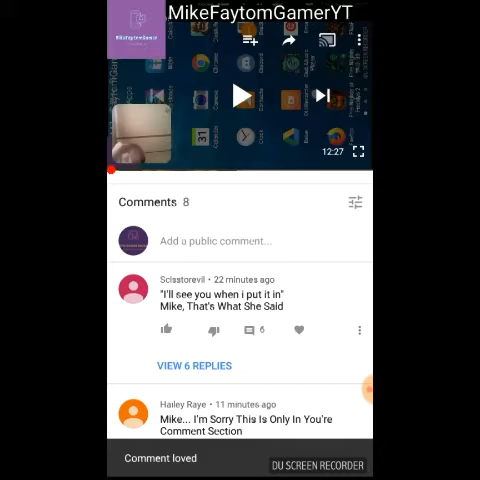 MikeFaytomGamerYT
12:27
Comments 8
Add a public comment...
Scisstorevil • 22 minutes ago
"I'll see you when i put it in"
Mike, That's What She Said
6
VIEW 6 REPLIES
Hailey Raye • 11 minutes ago
Mike... I'm Sorry This Is Only In You're
Comment Section
Comment loved
DU SCREEN RECORDER